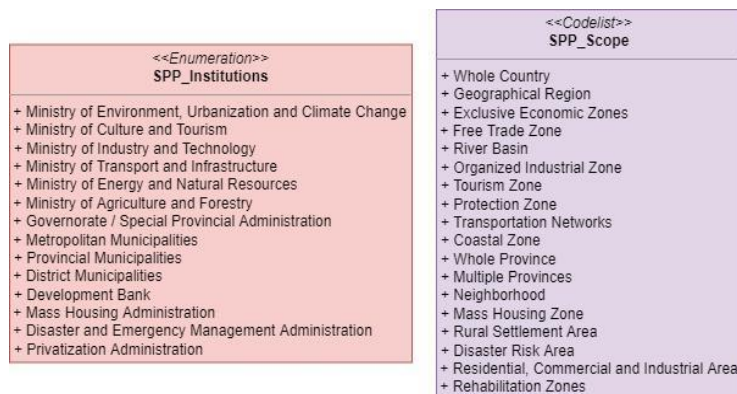 <<Enumeration>>
SPP_Institutions
+ Ministry of Environment, Urbanization and Climate Change
+ Ministry of Culture and Tourism
+ Ministry of Industry and Technology
+ Ministry of Transport and Infrastructure
+ Ministry of Energy and Natural Resources
+ Ministry of Agriculture and Forestry
+ Governorate / Special Provincial Administration
+ Metropolitan Municipalities
+ Provincial Municipalities
+ District Municipalities
+ Development Bank
+ Mass Housing Administration
+ Disaster and Emergency Management Administration
+ Privatization Administration
<<Codelist>>
SPP_Scope
+ Whole Country
+ Geographical Region
+ Exclusive Economic Zones
+ Free Trade Zone
+ River Basin
+ Organized Industrial Zone
+ Tourism Zone
+ Protection Zone
+ Transportation Networks
+ Coastal Zone
+ Whole Province
+ Multiple Provinces
+ Neighborhood
+ Mass Housing Zone
+ Rural Settlement Area
+ Disaster Risk Area
+ Residential, Commercial and Industrial Area
+ Rehabilitation Zones